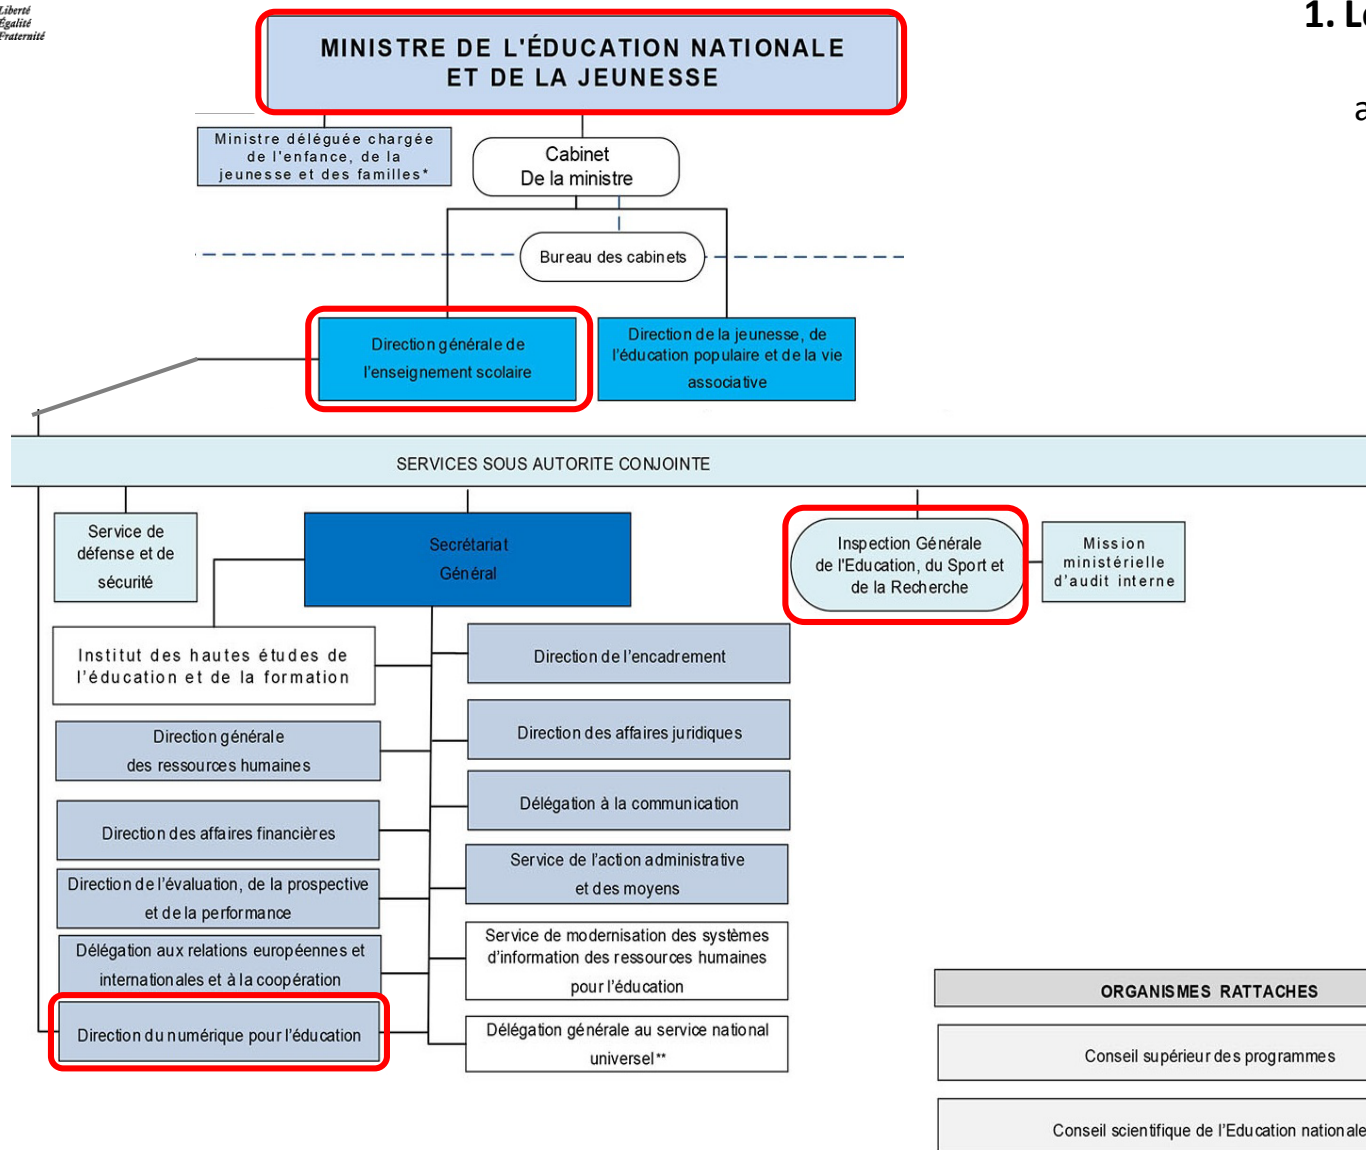 Liberté
Égalité
Fraternité
1. Le
a
MINISTRE DE L'ÉDUCATION NATIONALE
ET DE LA JEUNESSE
Ministre déléguée chargée
de l'enfance, de la
jeunesse et des familles*
Cabinet
De la ministre
Bureau des cabinets
Direction générale de
l'enseignement scolaire
Direction de la jeunesse, de
l'éducation populaire et de la vie
associative
SERVICES SOUS AUTORITE CONJOINTE
Service de
défense et de
sécurité
Secrétariat
Général
Inspection Générale
de l'Education, du Sport et
de la Recherche
Mission
ministérielle
d'audit interne
Institut des hautes études de
l'éducation et de la formation
Direction de l'encadrement
Direction générale
des ressources humaines
Direction des affaires juridiques
Direction des affaires financières
Délégation à la communication
Direction de l'évaluation, de la prospective
et de la performance
Service de l'action administrative
et des moyens
Délégation aux relations européennes et
internationales et à la coopération
Service de modernisation des systèmes
d'information des ressources humaines
pour l'éducation
Direction du numérique pour l'éducation
Délégation générale au service national
universel**
ORGANISMES RATTACHES
Conseil supérieur des programmes
Conseil scientifique de l'Education nationale